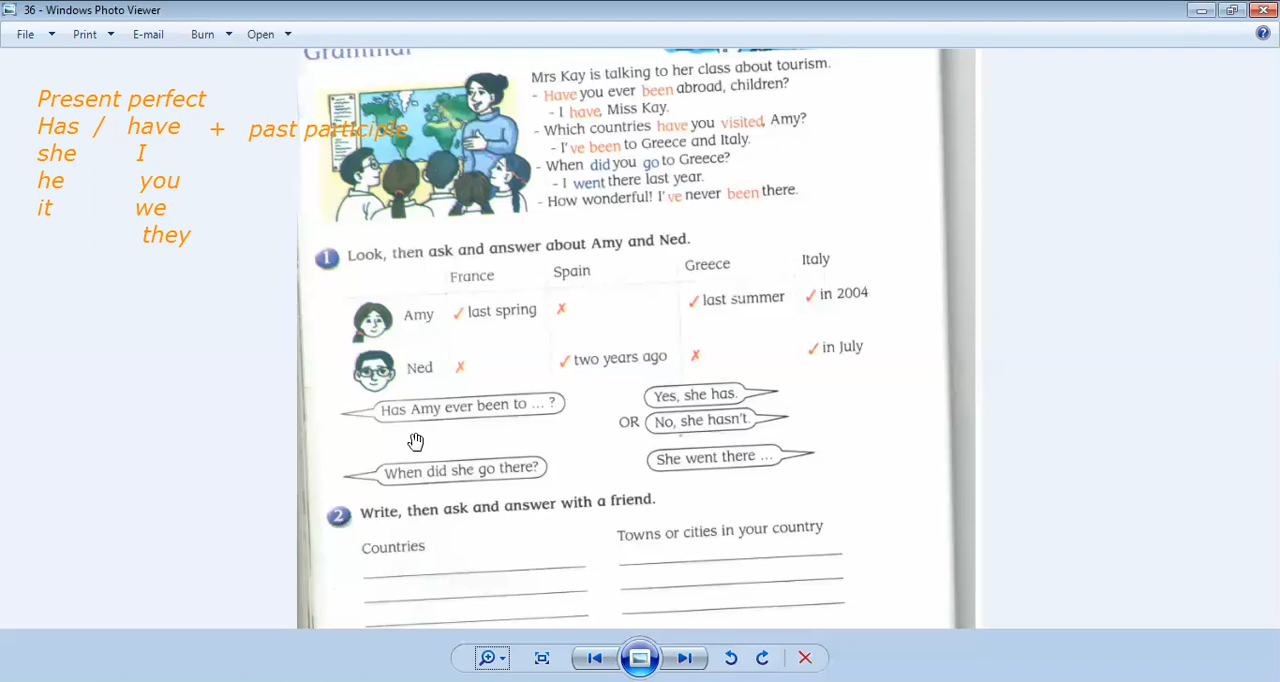 36 - Windows Photo Viewer
File Print E-mail Burn Open
Present perfect
Has / have + past participle
she I
he you
it we
they
Grammar
Mrs Kay is talking to her class about tourism.
- Have you ever been abroad, children?
- I have, Miss Kay.
- Which countries have you visited, Amy?
- I've been to Greece and Italy.
- When did you go to Greece?
- I went there last year.
- How wonderful! I've never been there.
1 Look, then ask and answer about Amy and Ned.
France Spain Greece Italy
Amy ✓ last spring ✗ ✓ last summer ✓ in 2004
Ned ✗ ✓ two years ago ✗ ✓ in July
Has Amy ever been to ... ? Yes, she has.
OR No, she hasn't.
When did she go there? She went there ...
2 Write, then ask and answer with a friend.
Countries Towns or cities in your country